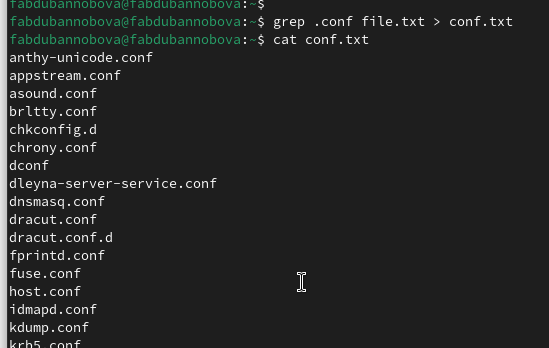 fabdubannobova@fabdubannobova:~$
fabdubannobova@fabdubannobova:~$ grep .conf file.txt > conf.txt
fabdubannobova@fabdubannobova:~$ cat conf.txt
anthy-unicode.conf
appstream.conf
asound.conf
brltty.conf
chkconfig.d
chrony.conf
dconf
dleyna-server-service.conf
dnsmasq.conf
dracut.conf
dracut.conf.d
fprintd.conf
fuse.conf
host.conf
idmapd.conf
kdump.conf
krb5.conf